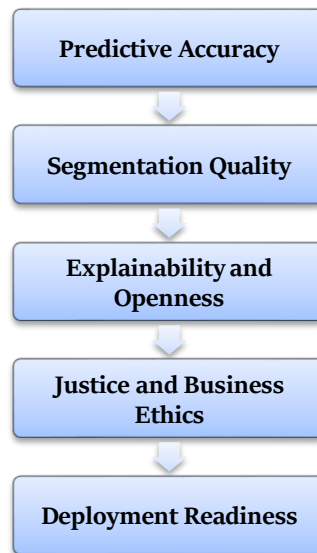 Predictive Accuracy
Segmentation Quality
Explainability and
Openness
Justice and Business
Ethics
Deployment Readiness